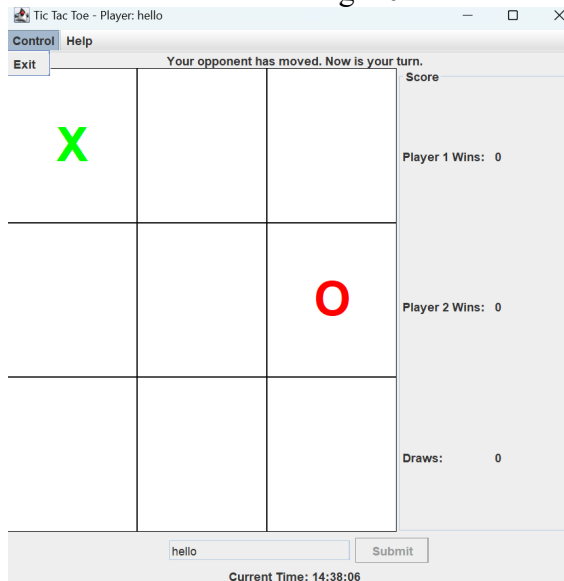 Tic Tac Toe - Player: hello
Control Help
Exit
Your opponent has moved. Now is your turn.
Score
X
Player 1 Wins: 0
O
Player 2 Wins: 0
Draws: 0
hello
Submit
Current Time: 14:38:06